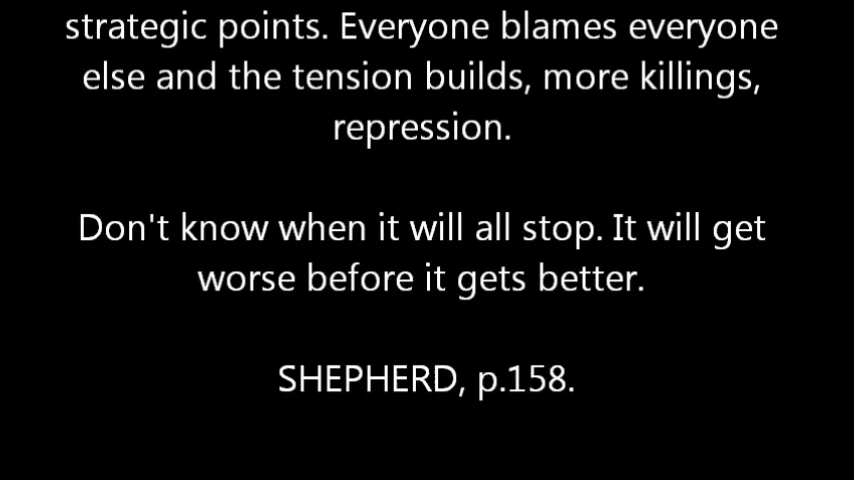 strategic points. Everyone blames everyone
else and the tension builds, more killings,
repression.
Don't know when it will all stop. It will get
worse before it gets better.
SHEPHERD, p.158.